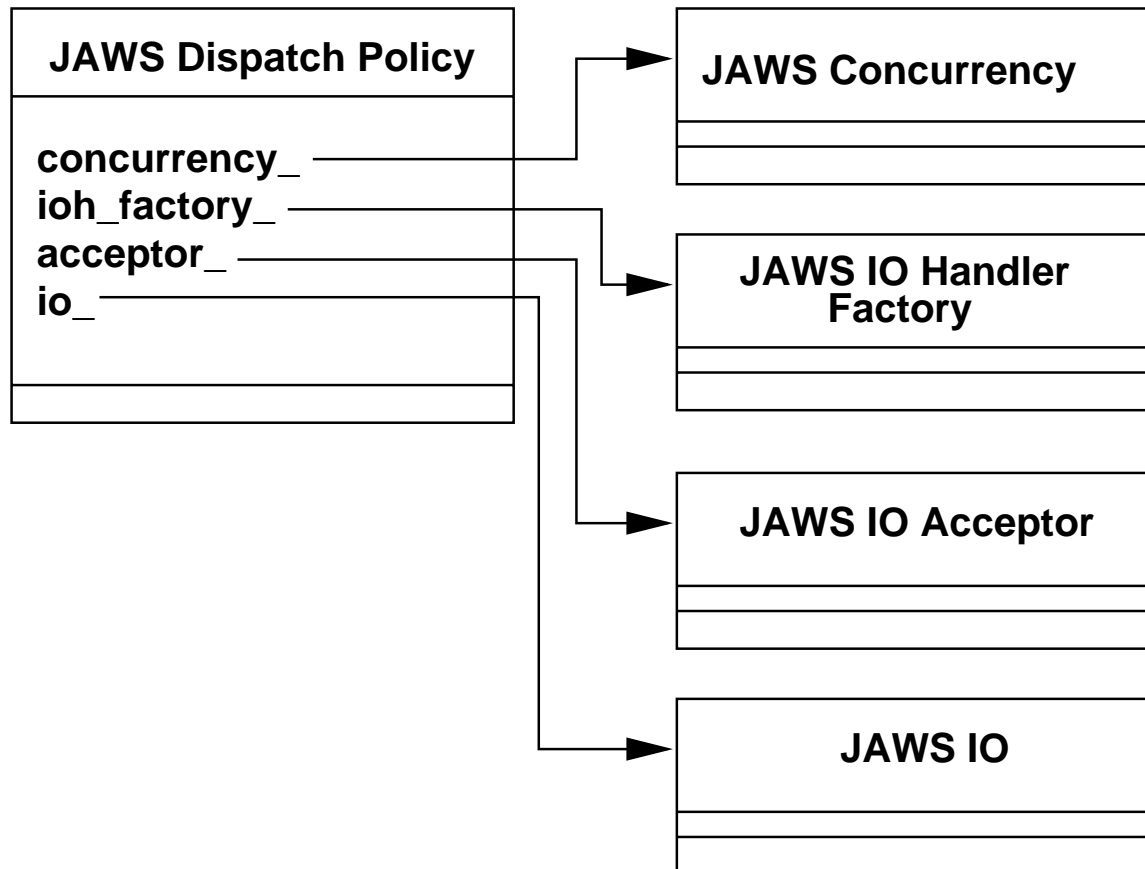 JAWS Dispatch Policy
concurrency_
ioh_factory_
acceptor_
io_
JAWS Concurrency
JAWS IO Handler
Factory
JAWS IO Acceptor
JAWS IO